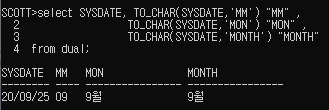 SCOTT>select SYSDATE, TO_CHAR(SYSDATE,'MM') "MM" ,
2 TO_CHAR(SYSDATE,'MON') "MON" ,
3 TO_CHAR(SYSDATE,'MONTH') "MONTH"
4 from dual;
SYSDATE MM MON MONTH
-------- -- ---------------- ----------------
20/09/25 09 9월 9월